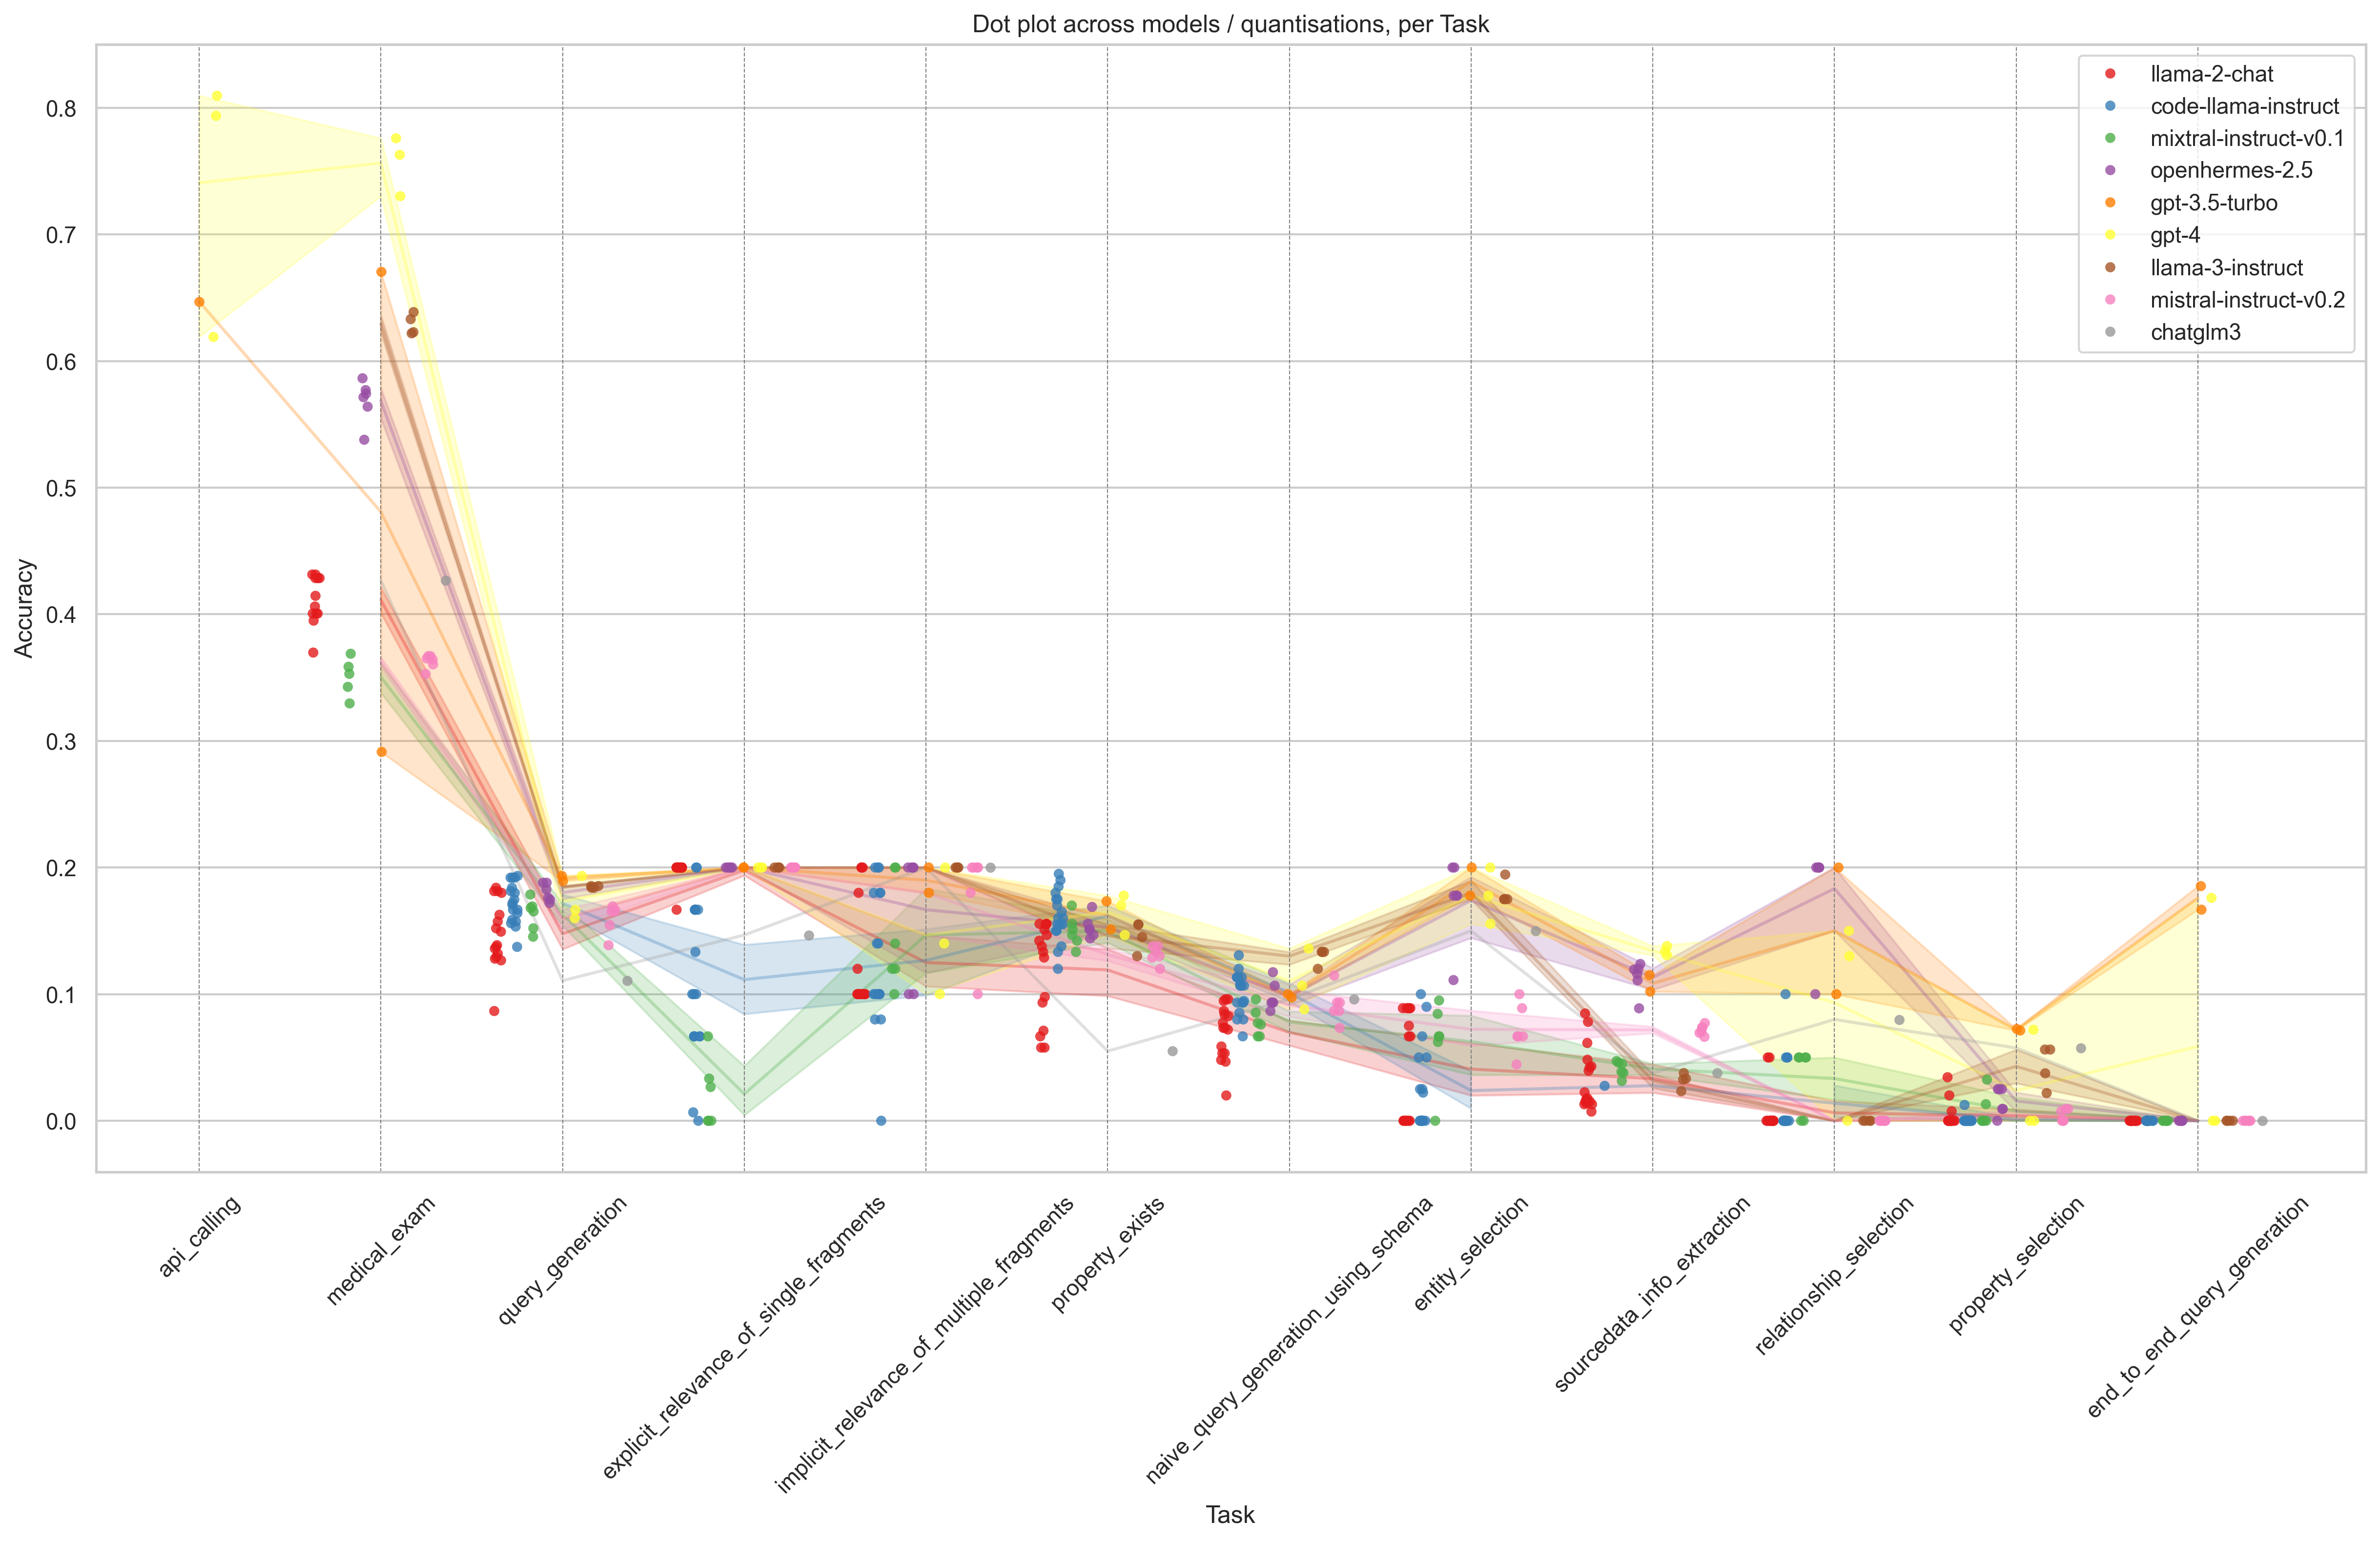 Dot plot across models / quantisations, per Task
llama-2-chat
code-llama-instruct
mixtral-instruct-v0.1
openhermes-2.5
gpt-3.5-turbo
gpt-4
llama-3-instruct
mistral-instruct-v0.2
chatglm3
Accuracy
0.8
0.7
0.6
0.5
0.4
0.3
0.2
0.1
0.0
api_calling
medical_exam
query_generation
explicit_relevance_of_single_fragments
implicit_relevance_of_multiple_fragments
property_exists
naive_query_generation_using_schema
entity_selection
sourcedata_info_extraction
relationship_selection
property_selection
end_to_end_query_generation
Task